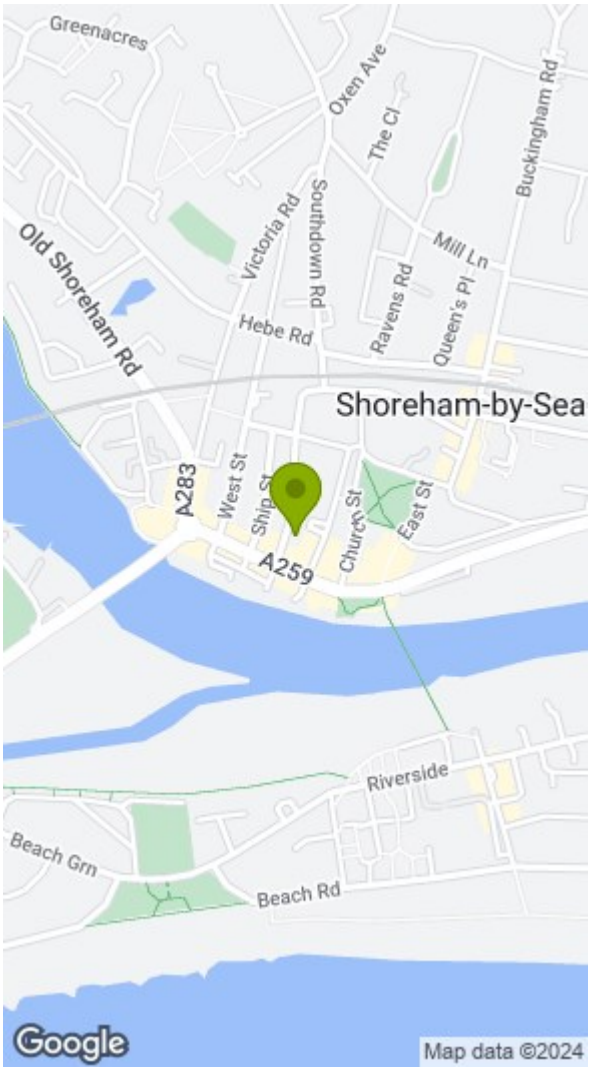 Greenacres
Oxen Ave
The Cl
Buckingham Rd
Victoria Rd
Southdown Rd
Old Shoreham Rd
Mill Ln
Ravens Rd
Queen's Pl
Hebe Rd
Shoreham-by-Sea
A283
West St
Ship St
Church St
East St
A259
Riverside
Beach Grn
Beach Rd
Google
Map data ©2024